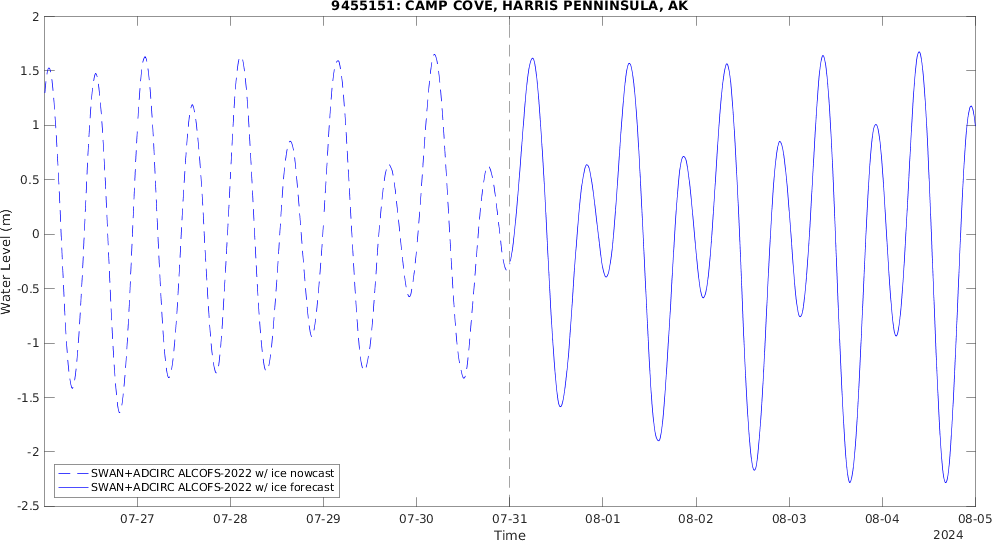 9455151: CAMP COVE, HARRIS PENNINSULA, AK
2
1.5
1
0.5
0
-0.5
-1
-1.5
-2
-2.5
Water Level (m)
SWAN+ADCIRC ALCOFS-2022 w/ ice nowcast
SWAN+ADCIRC ALCOFS-2022 w/ ice forecast
07-27 07-28 07-29 07-30 07-31 08-01 08-02 08-03 08-04 08-05
Time
2024